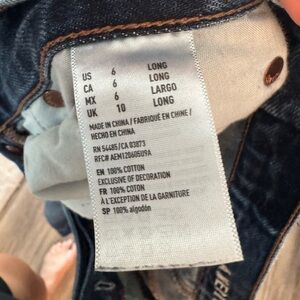 US 6 LONG
CA 6 LONG
MX 6 LARGO
UK 10 LONG
MADE IN CHINA / FABRIQUÉ EN CHINE /
HECHO EN CHINA
RN 54485/CA 03873
RFC# AEM12060509A
EN 100% COTTON
EXCLUSIVE OF DECORATION
FR 100% COTON
À L'EXCEPTION DE LA GARNITURE
SP 100% algodón